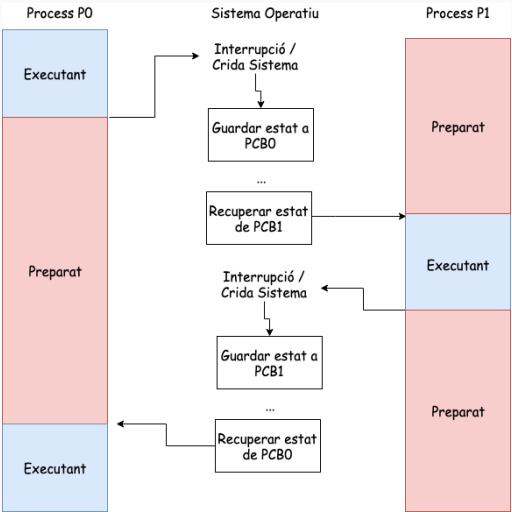 Process P0
Sistema Operatiu
Process P1
Executant
Interrupció /
Crida Sistema
Guardar estat a
PCB0
Preparat
...
Recuperar estat
de PCB1
Executant
Preparat
Interrupció /
Crida Sistema
Guardar estat a
PCB1
Preparat
...
Recuperar estat
de PCB0
Executant